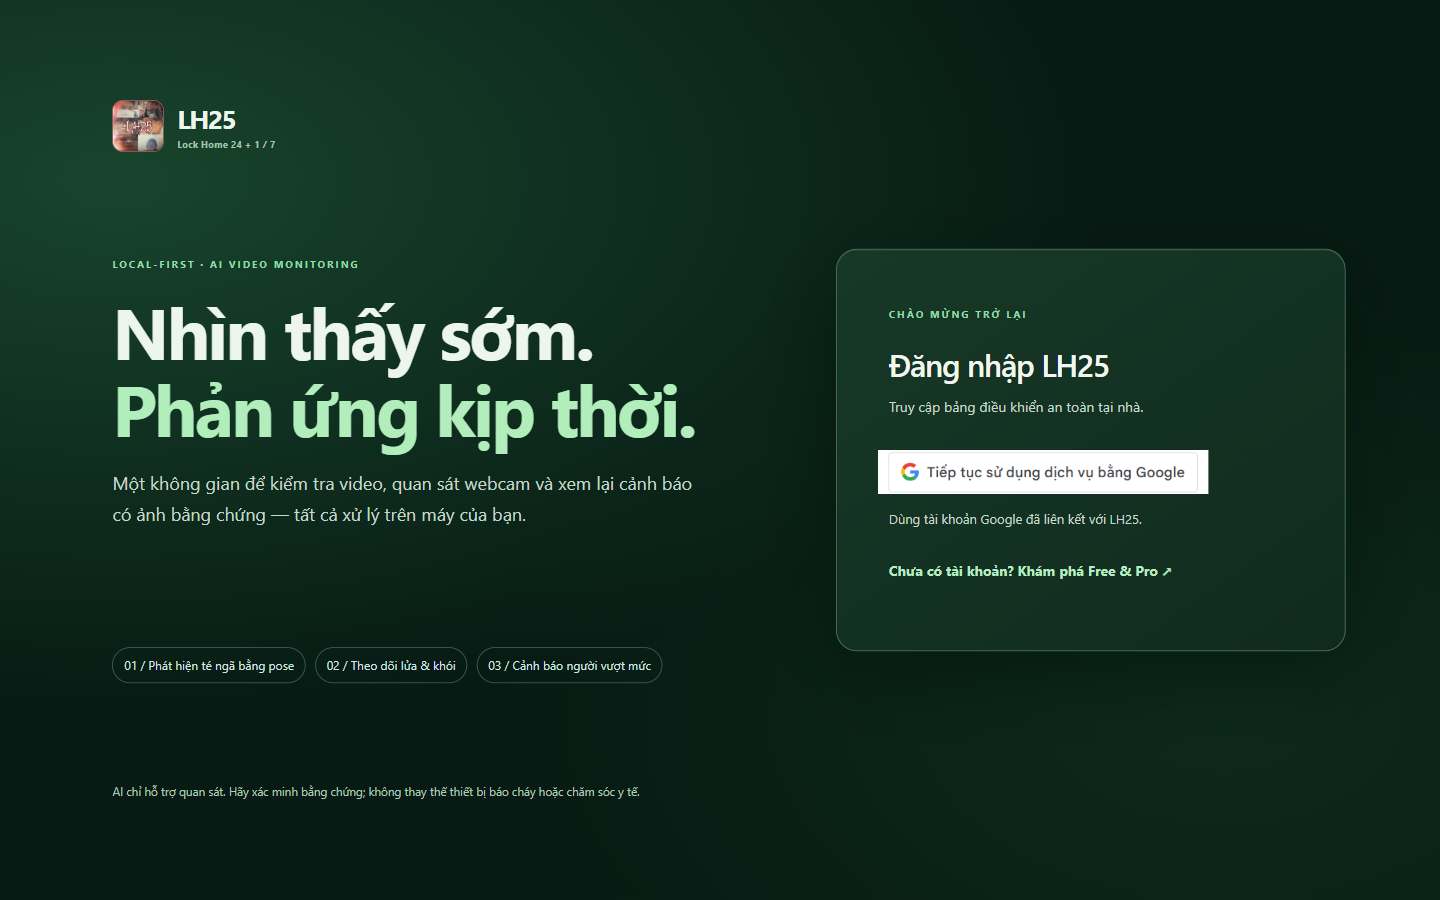 LH25
Lock Home 24 + 1 / 7
LOCAL-FIRST · AI VIDEO MONITORING
Nhìn thấy sớm.
Phản ứng kịp thời.
Một không gian để kiểm tra video, quan sát webcam và xem lại cảnh báo
có ảnh bằng chứng — tất cả xử lý trên máy của bạn.
01 / Phát hiện té ngã bằng pose
02 / Theo dõi lửa & khói
03 / Cảnh báo người vượt mức
AI chỉ hỗ trợ quan sát. Hãy xác minh bằng chứng; không thay thế thiết bị báo cháy hoặc chăm sóc y tế.
CHÀO MỪNG TRỞ LẠI
Đăng nhập LH25
Truy cập bảng điều khiển an toàn tại nhà.
Tiếp tục sử dụng dịch vụ bằng Google
Dùng tài khoản Google đã liên kết với LH25.
Chưa có tài khoản? Khám phá Free & Pro ↗